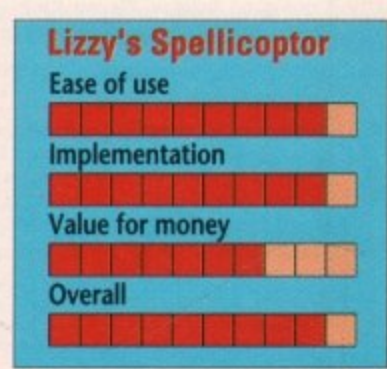 Lizzy's Spellicoptor
Ease of use
Implementation
Value for money
Overall